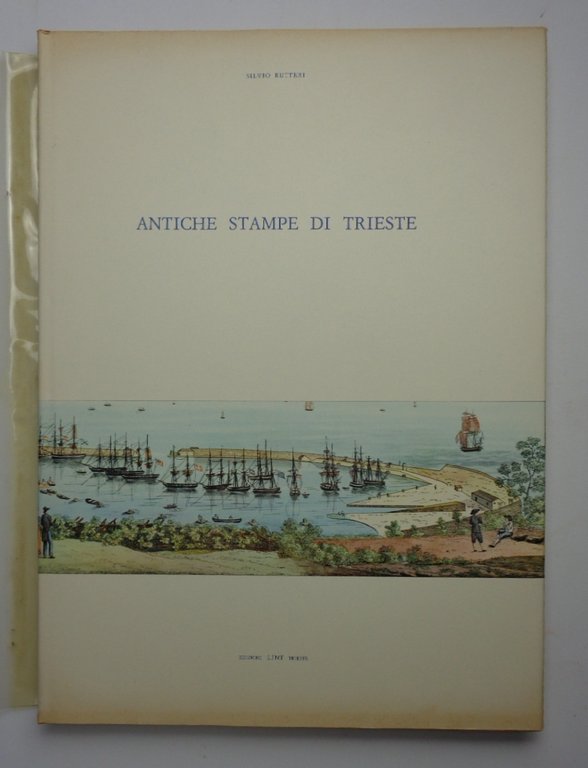 SILVIO RUTTERI
ANTICHE STAMPE DI TRIESTE
EDIZIONI LINT TRIESTE